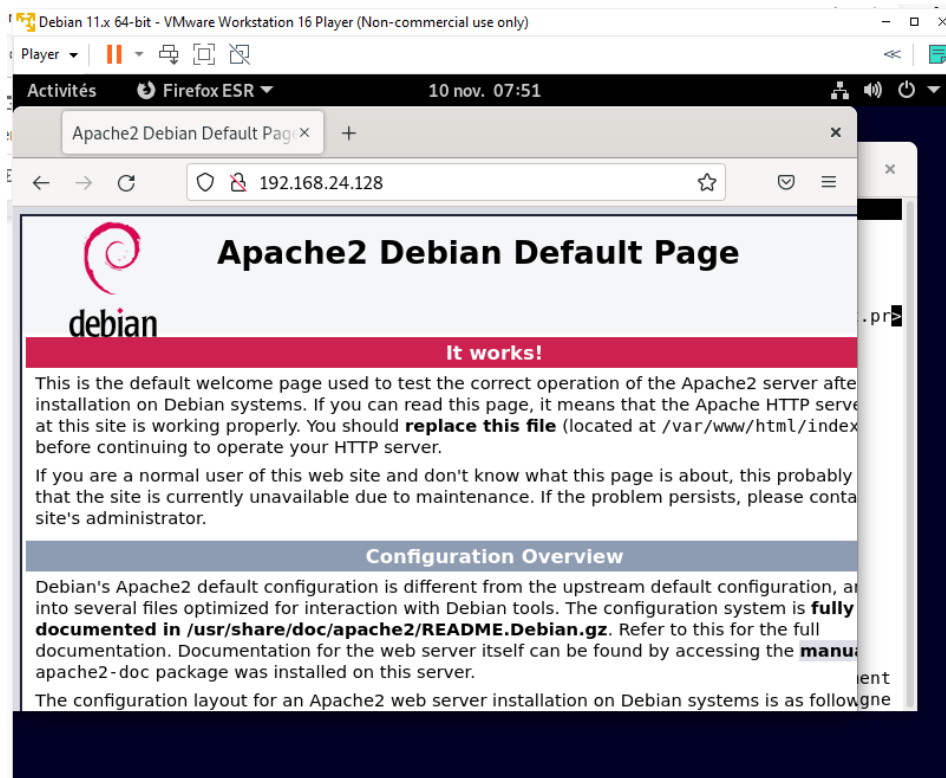 Debian 11.x 64-bit - VMware Workstation 16 Player (Non-commercial use only)
Player
Activités Firefox ESR 10 nov. 07:51
Apache2 Debian Default Page
192.168.24.128
debian
Apache2 Debian Default Page
.pr>
It works!
This is the default welcome page used to test the correct operation of the Apache2 server afte
installation on Debian systems. If you can read this page, it means that the Apache HTTP serve
at this site is working properly. You should replace this file (located at /var/www/html/index
before continuing to operate your HTTP server.
If you are a normal user of this web site and don't know what this page is about, this probably
that the site is currently unavailable due to maintenance. If the problem persists, please conta
site's administrator.
Configuration Overview
Debian's Apache2 default configuration is different from the upstream default configuration, a
into several files optimized for interaction with Debian tools. The configuration system is fully
documented in /usr/share/doc/apache2/README.Debian.gz. Refer to this for the full
documentation. Documentation for the web server itself can be found by accessing the manua
apache2-doc package was installed on this server.
The configuration layout for an Apache2 web server installation on Debian systems is as follow
ent
gne